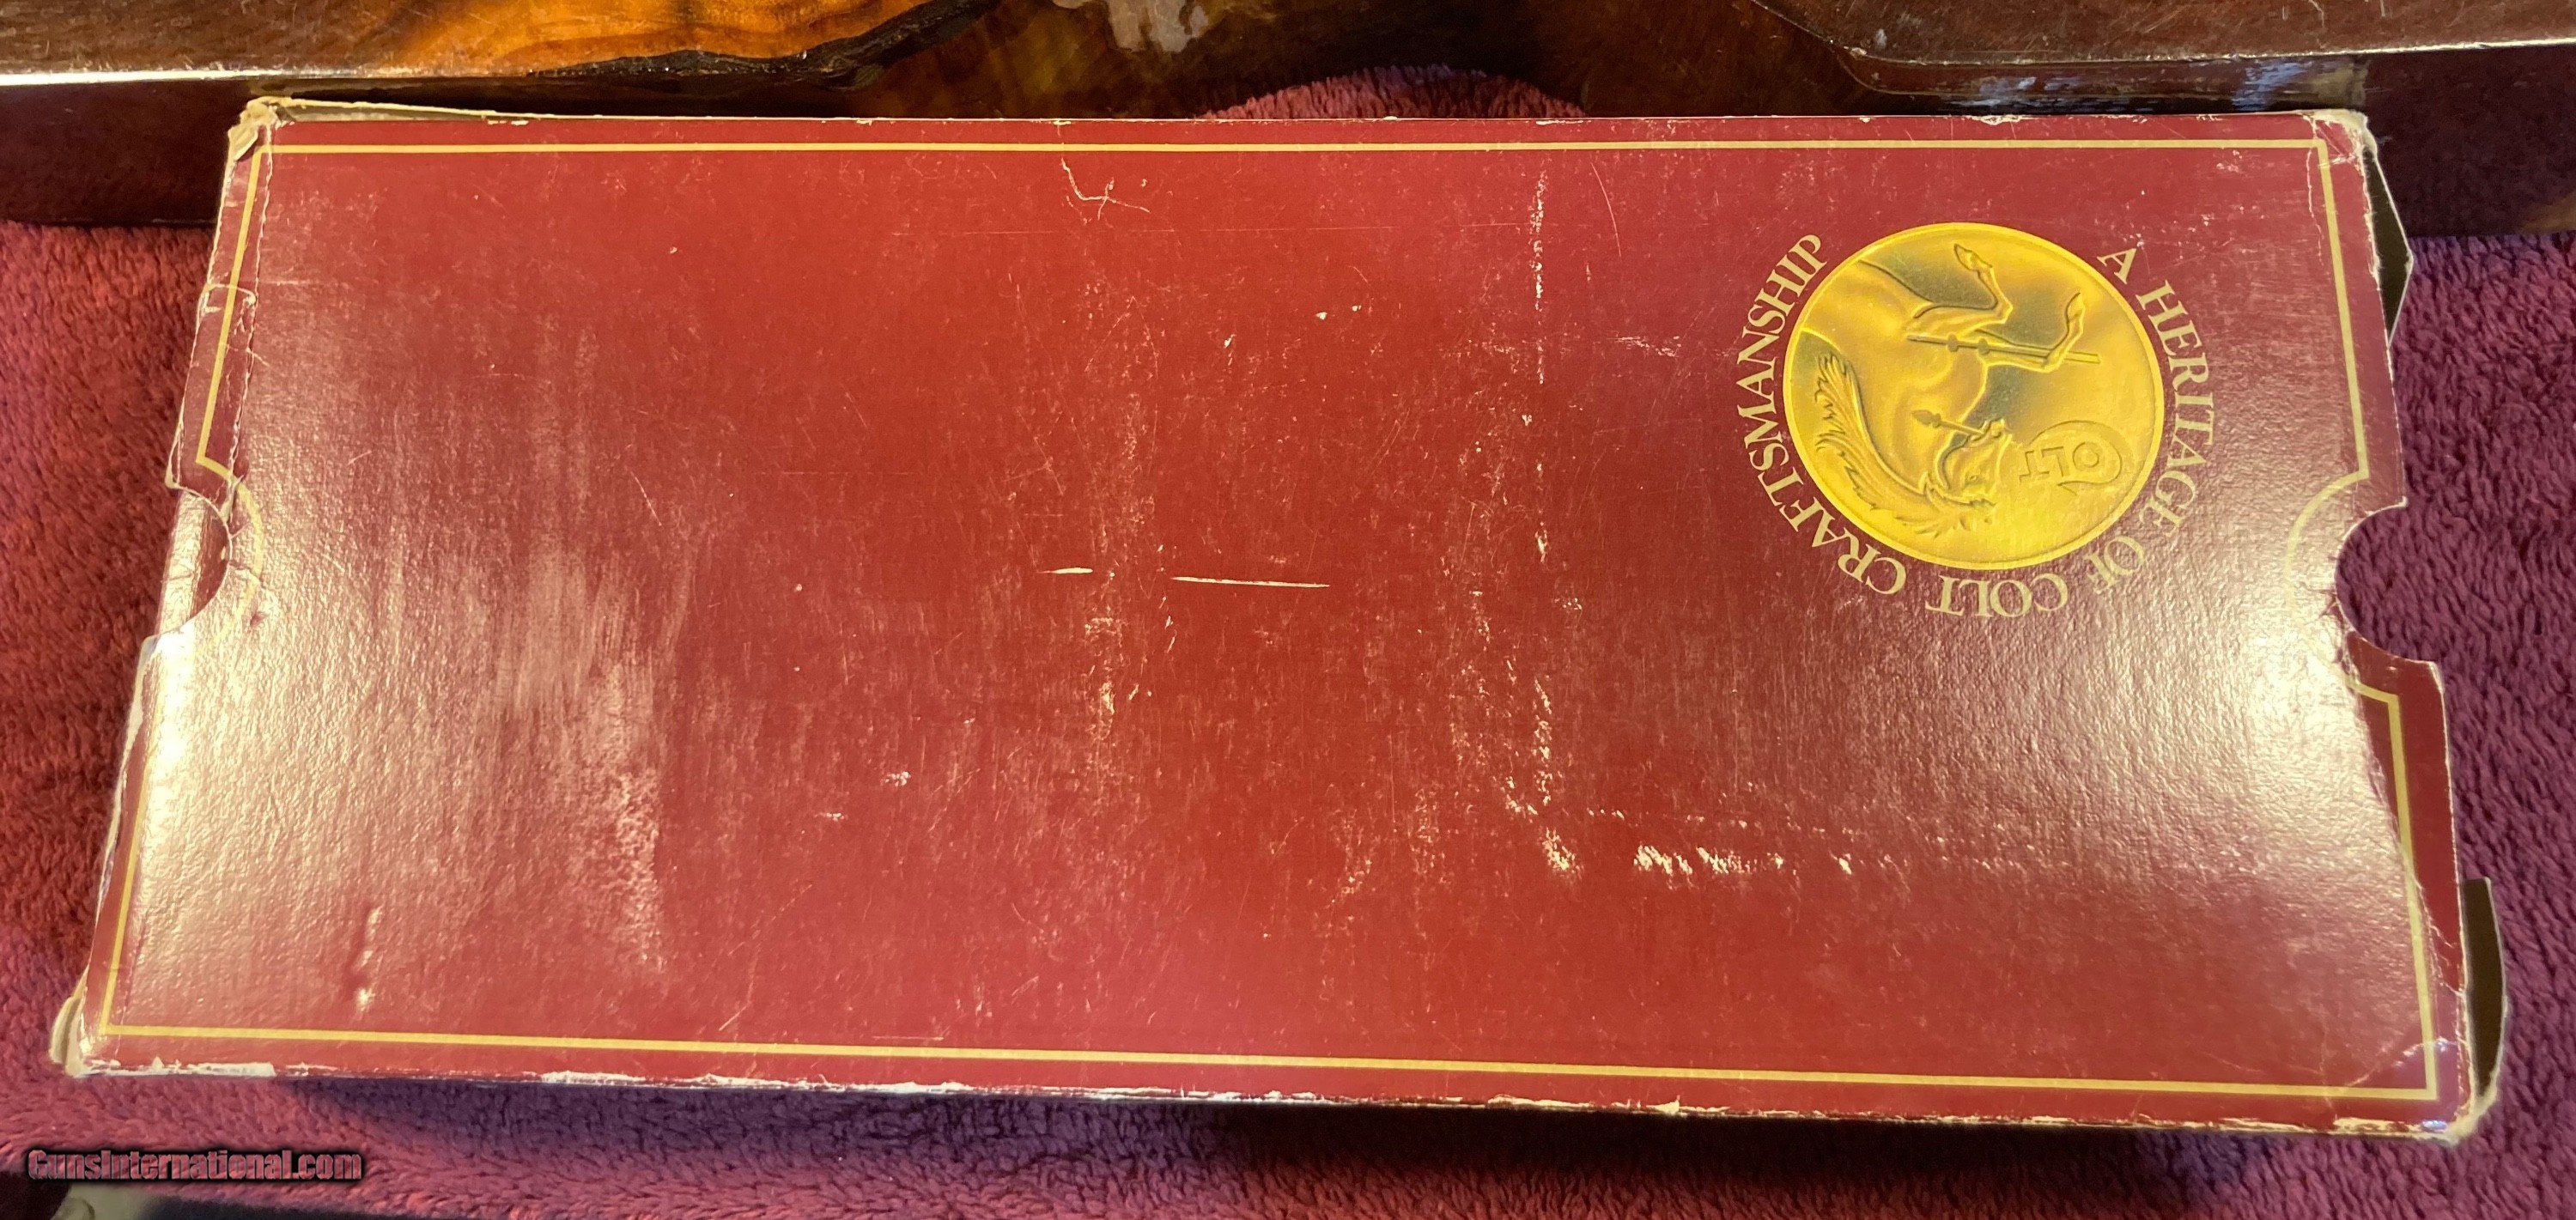 A HERITAGE OF COLT CRAFTSMANSHIP
COLT
GunsInternational.com